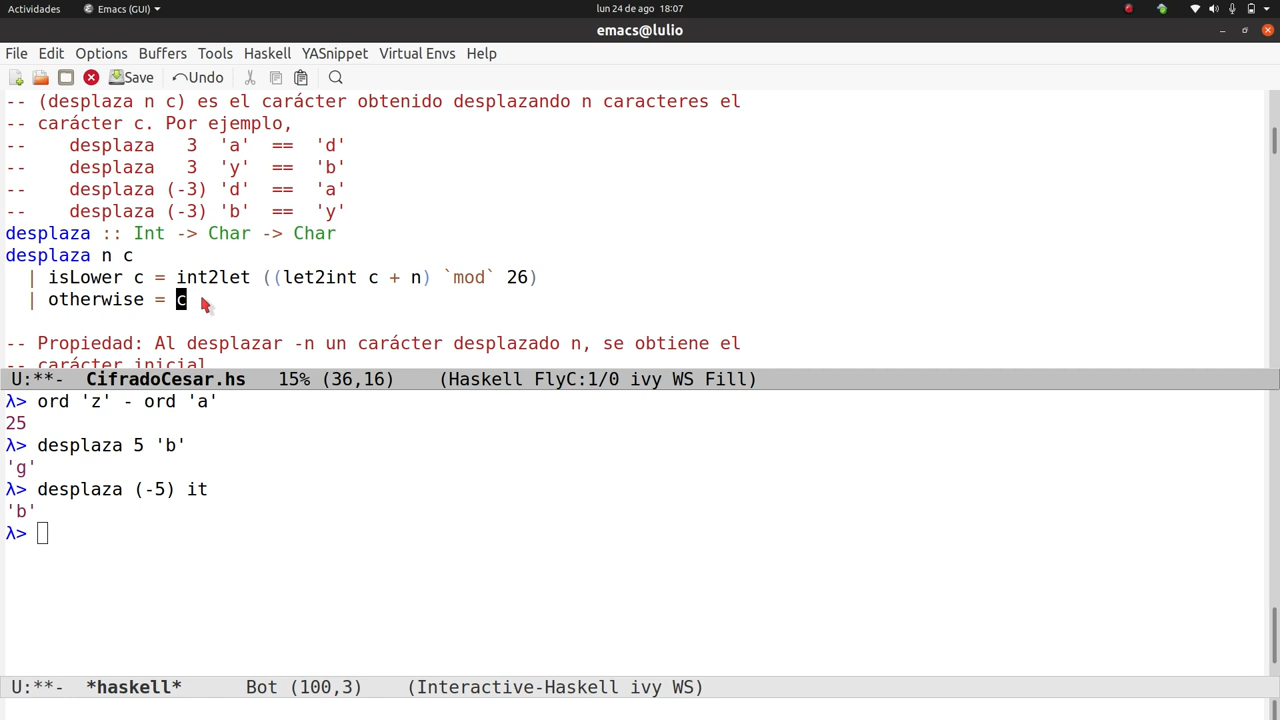 Actividades Emacs (GUI) lun 24 de ago 18:07
emacs@lulio
File Edit Options Buffers Tools Haskell YASnippet Virtual Envs Help
Save Undo
-- (desplaza n c) es el carácter obtenido desplazando n caracteres el
-- carácter c. Por ejemplo,
--    desplaza   3  'a'  ==  'd'
--    desplaza   3  'y'  ==  'b'
--    desplaza (-3) 'd'  ==  'a'
--    desplaza (-3) 'b'  ==  'y'
desplaza :: Int -> Char -> Char
desplaza n c
  | isLower c = int2let ((let2int c + n) `mod` 26)
  | otherwise = c
-- Propiedad: Al desplazar -n un carácter desplazado n, se obtiene el
-- carácter inicial.
U:**-  CifradoCesar.hs   15% (36,16)    (Haskell FlyC:1/0 ivy WS Fill)
λ> ord 'z' - ord 'a'
25
λ> desplaza 5 'b'
'g'
λ> desplaza (-5) it
'b'
λ>
U:**-  *haskell*      Bot (100,3)    (Interactive-Haskell ivy WS)